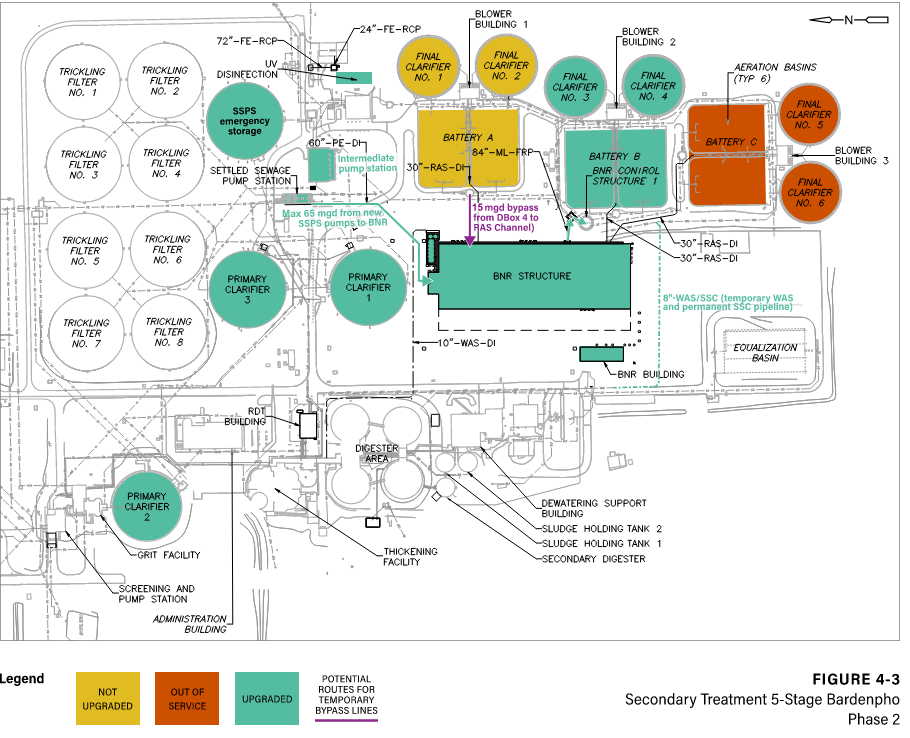 TRICKLING
FILTER
NO. 1
TRICKLING
FILTER
NO. 2
72"-FE-RCP
24"-FE-RCP
UV
DISINFECTION
BLOWER
BUILDING 1
FINAL
CLARIFIER
NO. 1
FINAL
CLARIFIER
NO. 2
BLOWER
BUILDING 2
FINAL
CLARIFIER
NO. 3
FINAL
CLARIFIER
NO. 4
AERATION BASINS
(TYP 6)
N
FINAL
CLARIFIER
NO. 5
SSPS
emergency
storage
TRICKLING
FILTER
NO. 3
TRICKLING
FILTER
NO. 4
60"-PE-DI
Intermediate
pump station
SETTLED SEWAGE
PUMP STATION
BATTERY A
30"-RAS-DI
84"-ML-FRP
BATTERY B
BNR CONTROL
STRUCTURE 1
BATTERY C
BLOWER
BUILDING 3
FINAL
CLARIFIER
NO. 6
Max 65 mgd from new
SSPS pumps to BNR
15 mgd bypass
from DBox 4 to
RAS Channel)
30"-RAS-DI
30"-RAS-DI
TRICKLING
FILTER
NO. 5
TRICKLING
FILTER
NO. 6
PRIMARY
CLARIFIER
3
PRIMARY
CLARIFIER
1
BNR STRUCTURE
8"-WAS/SSC (temporary WAS
and permanent SSC pipeline)
TRICKLING
FILTER
NO. 7
TRICKLING
FILTER
NO. 8
10"-WAS-DI
BNR BUILDING
EQUALIZATION
BASIN
RDT
BUILDING
DIGESTER
AREA
PRIMARY
CLARIFIER
2
DEWATERING SUPPORT
BUILDING
SLUDGE HOLDING TANK 2
SLUDGE HOLDING TANK 1
SECONDARY DIGESTER
GRIT FACILITY
THICKENING
FACILITY
SCREENING AND
PUMP STATION
ADMINISTRATION
BUILDING
Legend
NOT
UPGRADED
OUT OF
SERVICE
UPGRADED
POTENTIAL
ROUTES FOR
TEMPORARY
BYPASS LINES
FIGURE 4-3
Secondary Treatment 5-Stage Bardenpho
Phase 2